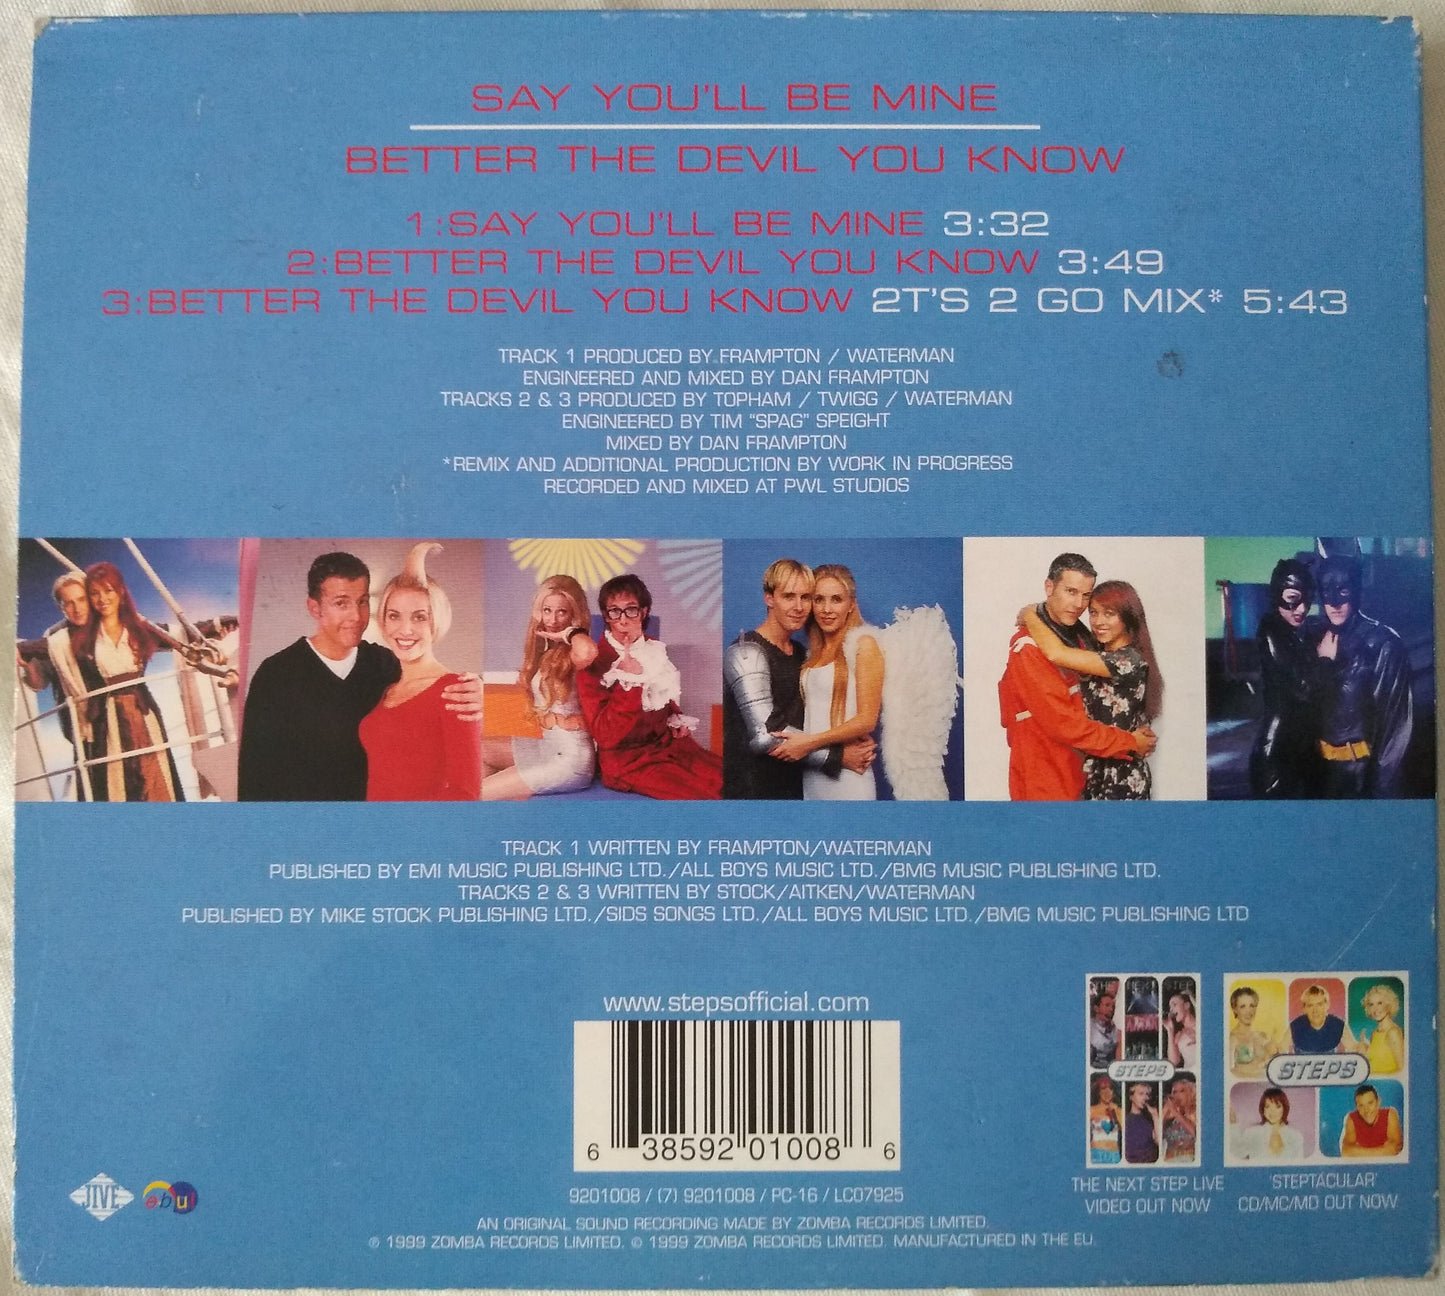 SAY YOU'LL BE MINE
BETTER THE DEVIL YOU KNOW
1:SAY YOU'LL BE MINE 3:32
2:BETTER THE DEVIL YOU KNOW 3:49
3:BETTER THE DEVIL YOU KNOW 2T'S 2 GO MIX* 5:43
TRACK 1 PRODUCED BY FRAMPTON / WATERMAN
ENGINEERED AND MIXED BY DAN FRAMPTON
TRACKS 2 & 3 PRODUCED BY TOPHAM / TWIGG / WATERMAN
ENGINEERED BY TIM "SPAG" SPEIGHT
MIXED BY DAN FRAMPTON
*REMIX AND ADDITIONAL PRODUCTION BY WORK IN PROGRESS
RECORDED AND MIXED AT PWL STUDIOS
TRACK 1 WRITTEN BY FRAMPTON/WATERMAN
PUBLISHED BY EMI MUSIC PUBLISHING LTD./ALL BOYS MUSIC LTD./BMG MUSIC PUBLISHING LTD.
TRACKS 2 & 3 WRITTEN BY STOCK/AITKEN/WATERMAN
PUBLISHED BY MIKE STOCK PUBLISHING LTD./SIDS SONGS LTD./ALL BOYS MUSIC LTD./BMG MUSIC PUBLISHING LTD
www.stepsofficial.com
6 38592 01008 6
9201008 / (7) 9201008 / PC-16 / LC07925
THE NEXT STEP
STEPS
THE NEXT STEP LIVE
VIDEO OUT NOW
STEPS
'STEPTACULAR'
CD/MC/MD OUT NOW
JIVE
ebul
AN ORIGINAL SOUND RECORDING MADE BY ZOMBA RECORDS LIMITED.
℗ 1999 ZOMBA RECORDS LIMITED. © 1999 ZOMBA RECORDS LIMITED. MANUFACTURED IN THE EU.